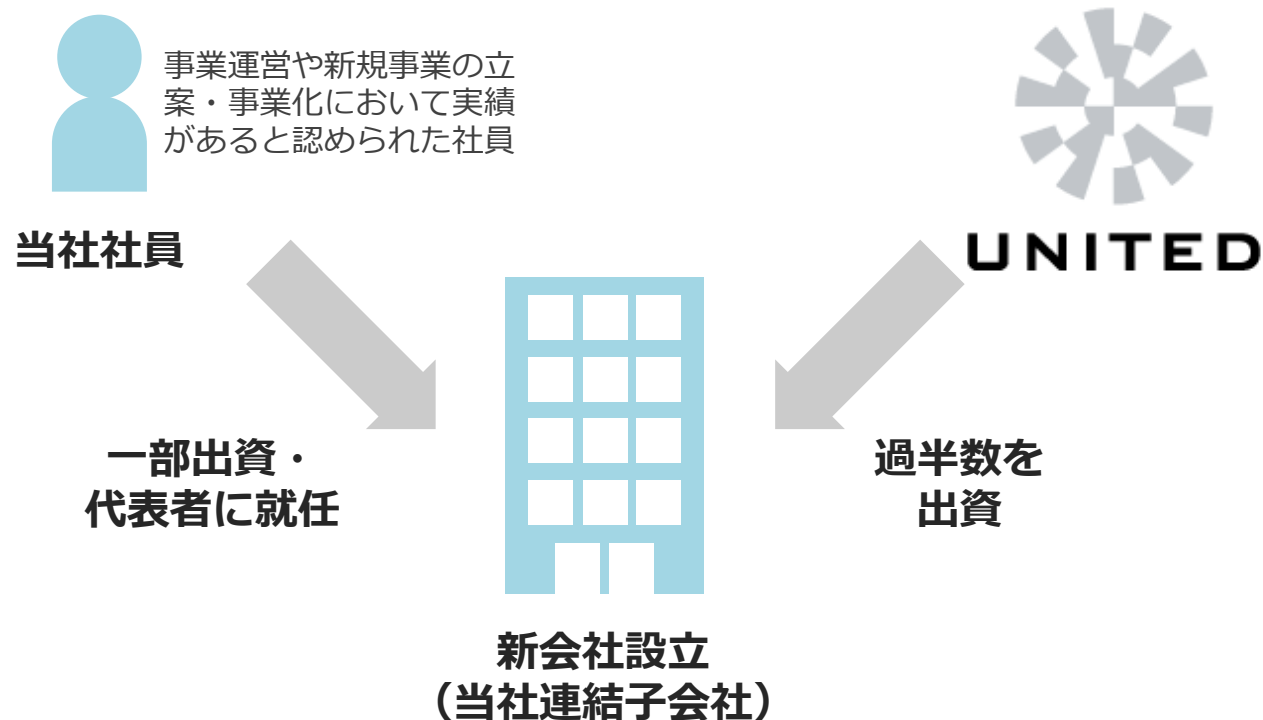 事業運営や新規事業の立
案・事業化において実績
があると認められた社員
当社社員
UNITED
一部出資・
代表者に就任
過半数を
出資
新会社設立
（当社連結子会社）